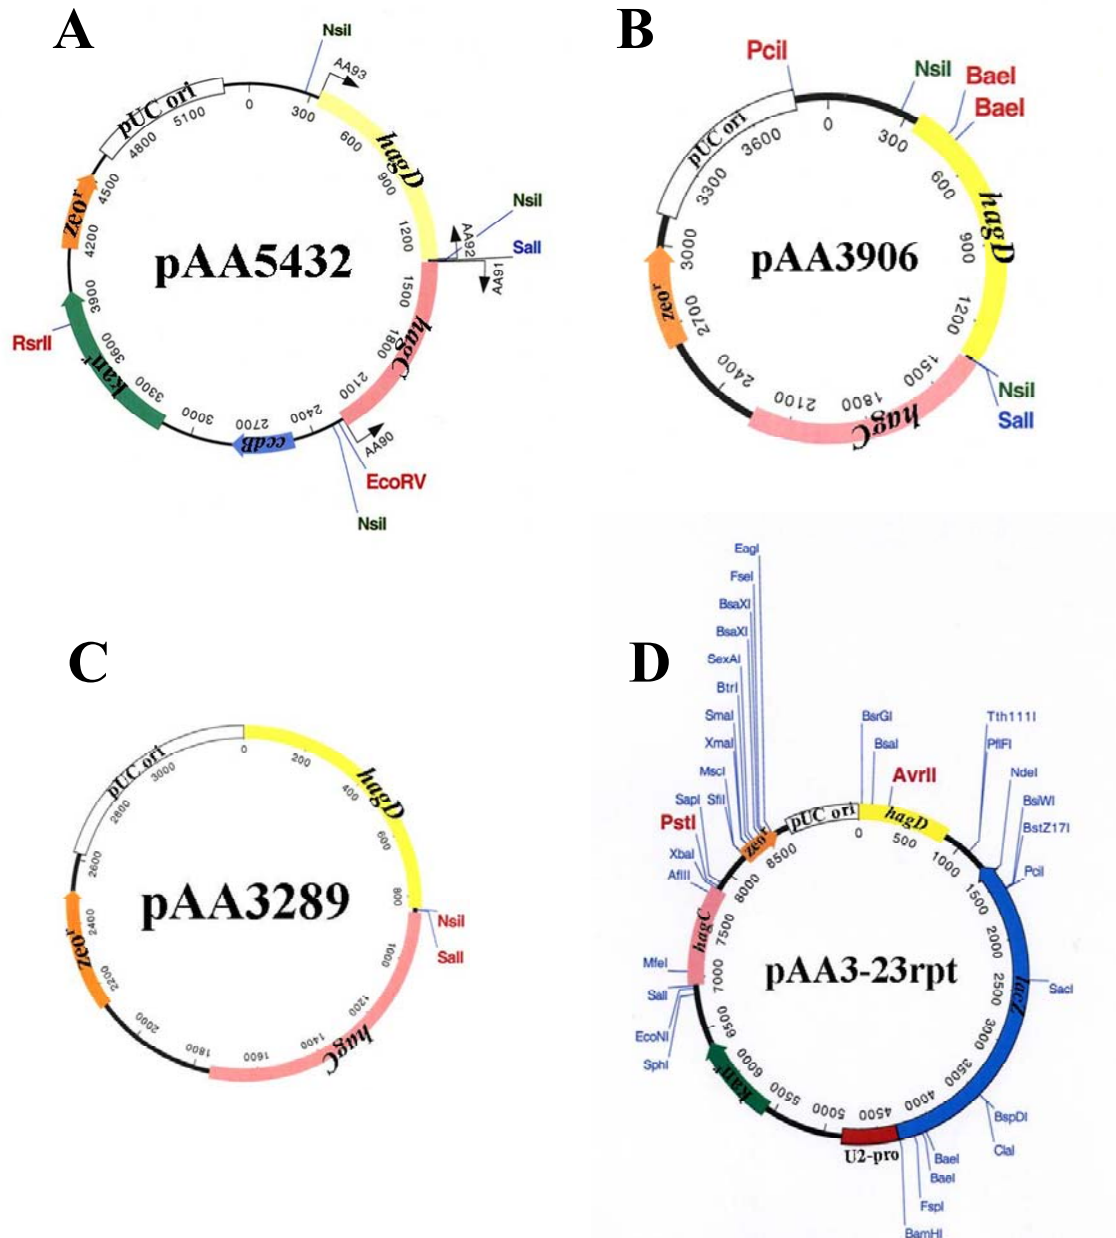 A
NsiI
AA93
pUC ori
0
300
600
900
1200
1500
1800
2100
2400
2700
3000
3300
3600
3900
4200
4500
4800
5100
hagD
NsiI
SalI
AA92
AA91
hagC
AA90
EcoRV
NsiI
ccdB
kanʳ
RsrII
zeoʳ
pAA5432
B
PciI
NsiI
BaeI
BaeI
pUC ori
0
300
600
900
1200
1500
1800
2100
2400
2700
3000
3300
3600
hagD
NsiI
SalI
hagC
zeoʳ
pAA3906
C
pUC ori
0
200
400
600
800
1000
1200
1400
1600
1800
2000
2200
2400
2600
2800
3000
hagD
NsiI
SalI
hagC
zeoʳ
pAA3289
D
EagI
FseI
BsaXI
BsaXI
SexAI
BtrI
SmaI
XmaI
MscI
SapI
SfiI
PstI
XbaI
AflII
MfeI
SalI
EcoNI
SphI
BsrGI
BsaI
AvrII
Tth111I
PflFI
NdeI
BsiWI
BstZ17I
PciI
SacI
BspDI
ClaI
BaeI
BaeI
FspI
BamHI
pUC ori
hagD
lacZ
U2-pro
kanʳ
hagC
zeoʳ
0
500
1000
1500
2000
2500
3000
3500
4000
4500
5000
5500
6000
6500
7000
7500
8000
8500
pAA3-23rpt